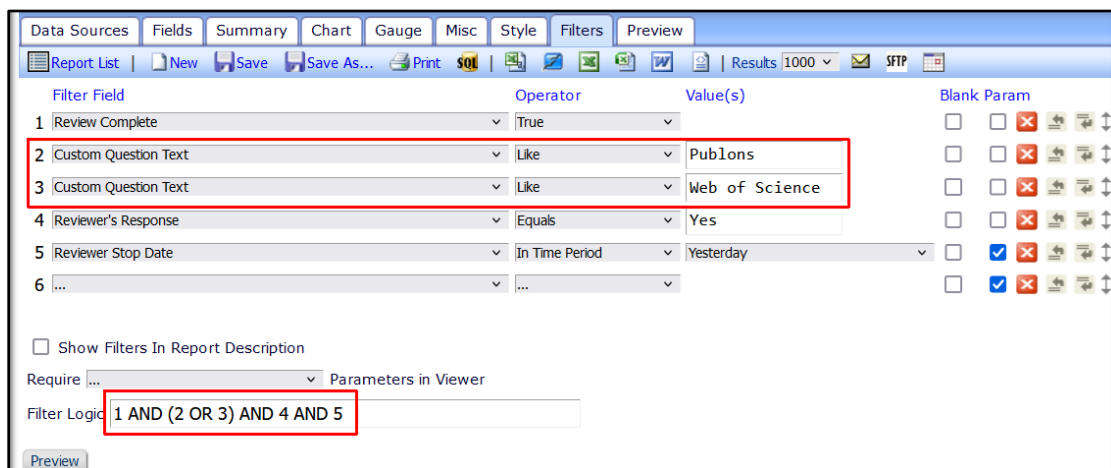 Data Sources Fields Summary Chart Gauge Misc Style Filters Preview
Report List | New Save Save As... Print SQL | Results 1000 SFTP
Filter Field Operator Value(s) Blank Param
1 Review Complete True
2 Custom Question Text Like Publons
3 Custom Question Text Like Web of Science
4 Reviewer's Response Equals Yes
5 Reviewer Stop Date In Time Period Yesterday
6 ... ...
Show Filters In Report Description
Require ... Parameters in Viewer
Filter Logic 1 AND (2 OR 3) AND 4 AND 5
Preview